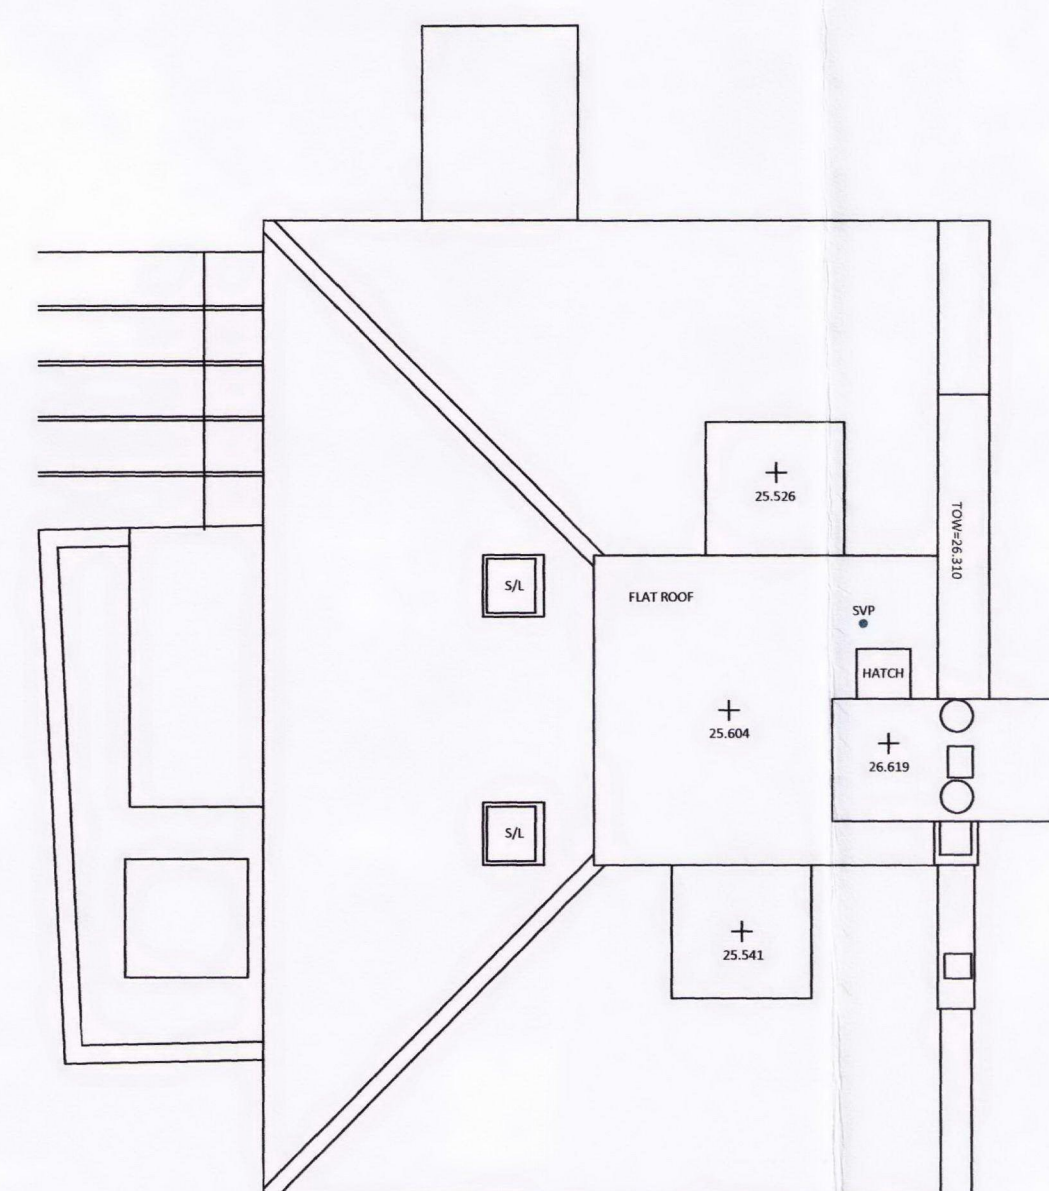 25.526
TOW=26.310
S/L
FLAT ROOF
SVP
HATCH
25.604
26.619
S/L
25.541